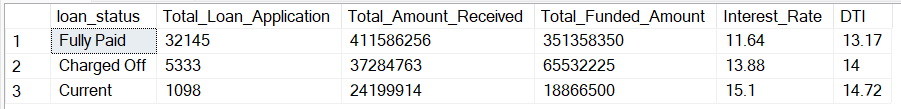 loan_status Total_Loan_Application Total_Amount_Received Total_Funded_Amount Interest_Rate DTI
1 Fully Paid 32145 411586256 351358350 11.64 13.17
2 Charged Off 5333 37284763 65532225 13.88 14
3 Current 1098 24199914 18866500 15.1 14.72